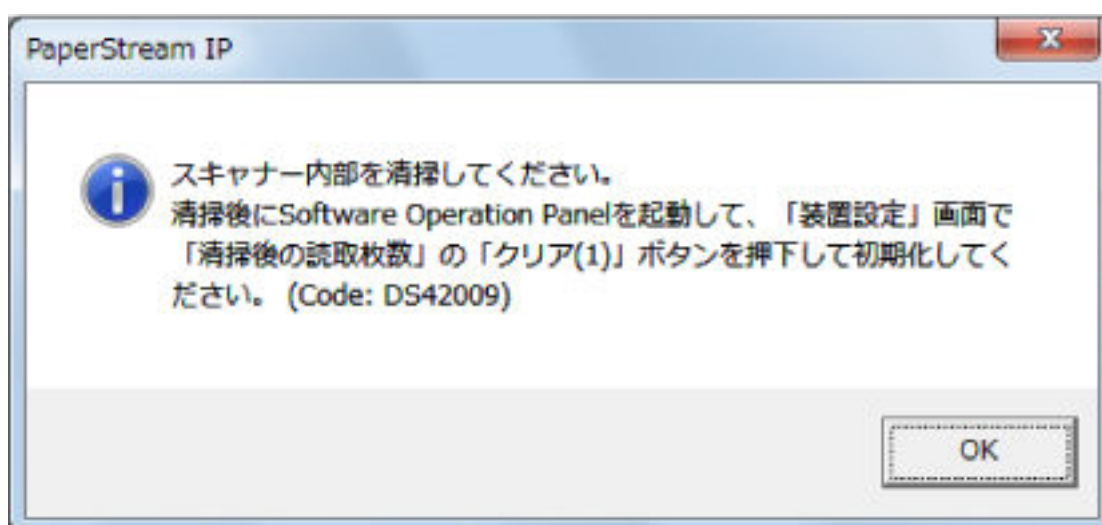 PaperStream IP
スキャナー内部を清掃してください。
清掃後にSoftware Operation Panelを起動して、「装置設定」画面で
「清掃後の読取枚数」の「クリア(1)」ボタンを押下して初期化してく
ださい。 (Code: DS42009)
OK